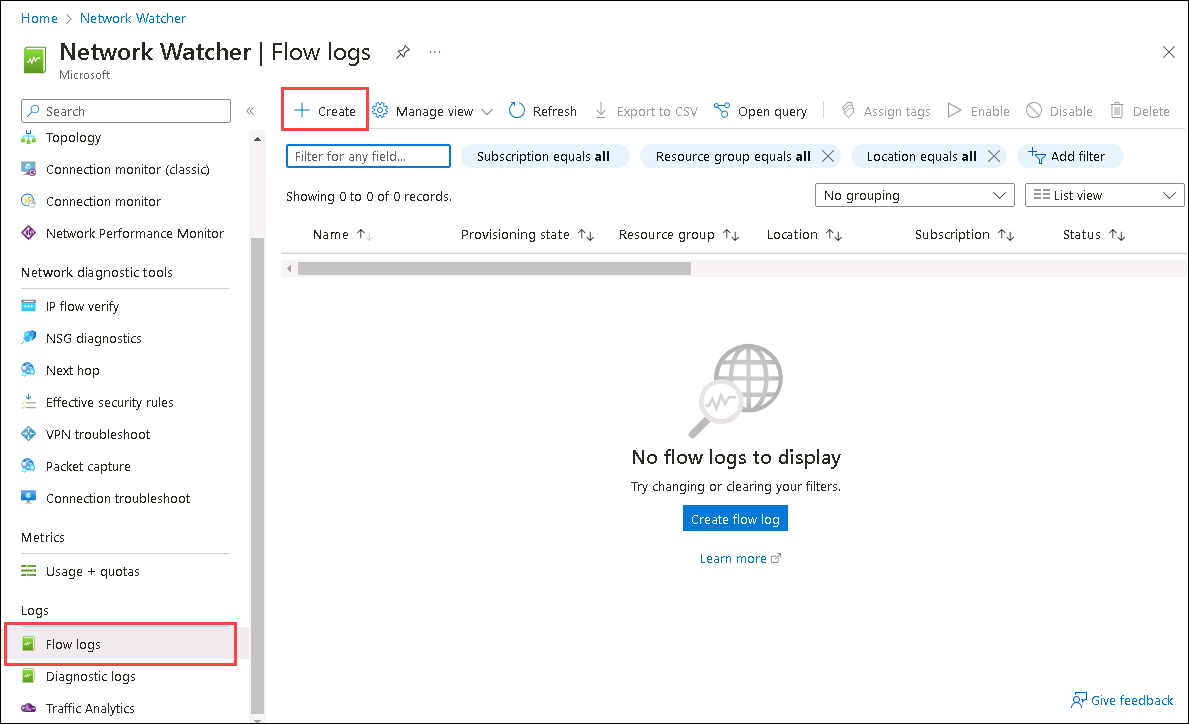 Home > Network Watcher
Network Watcher | Flow logs ...
Microsoft
Search
«
Topology
Connection monitor (classic)
Connection monitor
Network Performance Monitor
Network diagnostic tools
IP flow verify
NSG diagnostics
Next hop
Effective security rules
VPN troubleshoot
Packet capture
Connection troubleshoot
Metrics
Usage + quotas
Logs
Flow logs
Diagnostic logs
Traffic Analytics
Create Manage view Refresh Export to CSV Open query Assign tags Enable Disable Delete
Filter for any field... Subscription equals all Resource group equals all Location equals all Add filter
Showing 0 to 0 of 0 records. No grouping List view
Name Provisioning state Resource group Location Subscription Status
No flow logs to display
Try changing or clearing your filters.
Create flow log
Learn more
Give feedback